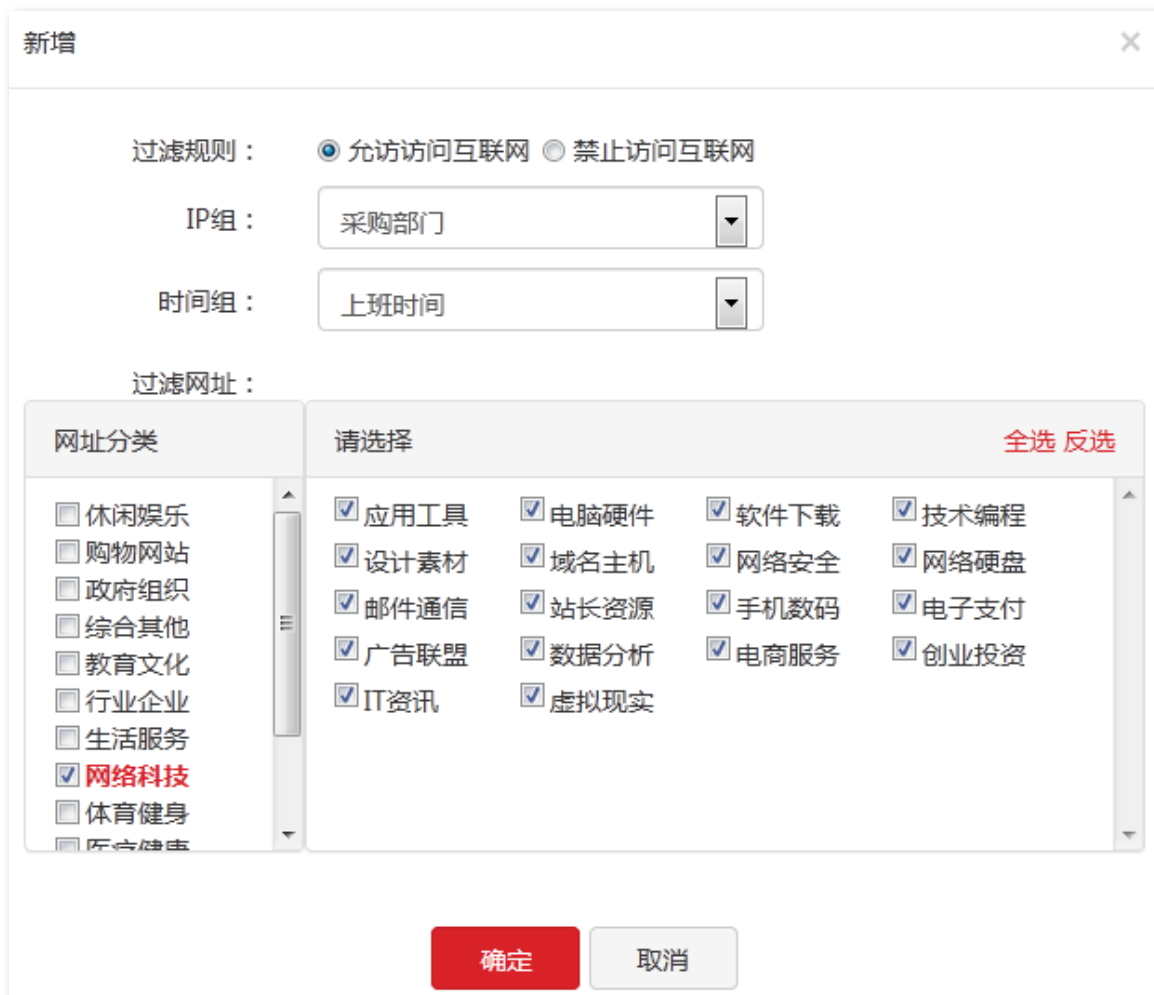 新增
过滤规则： 允访访问互联网 禁止访问互联网
IP组： 采购部门
时间组： 上班时间
过滤网址：
网址分类 请选择 全选 反选
休闲娱乐
购物网站
政府组织
综合其他
教育文化
行业企业
生活服务
网络科技
体育健身
医疗健康
应用工具 电脑硬件 软件下载 技术编程
设计素材 域名主机 网络安全 网络硬盘
邮件通信 站长资源 手机数码 电子支付
广告联盟 数据分析 电商服务 创业投资
IT资讯 虚拟现实
确定 取消